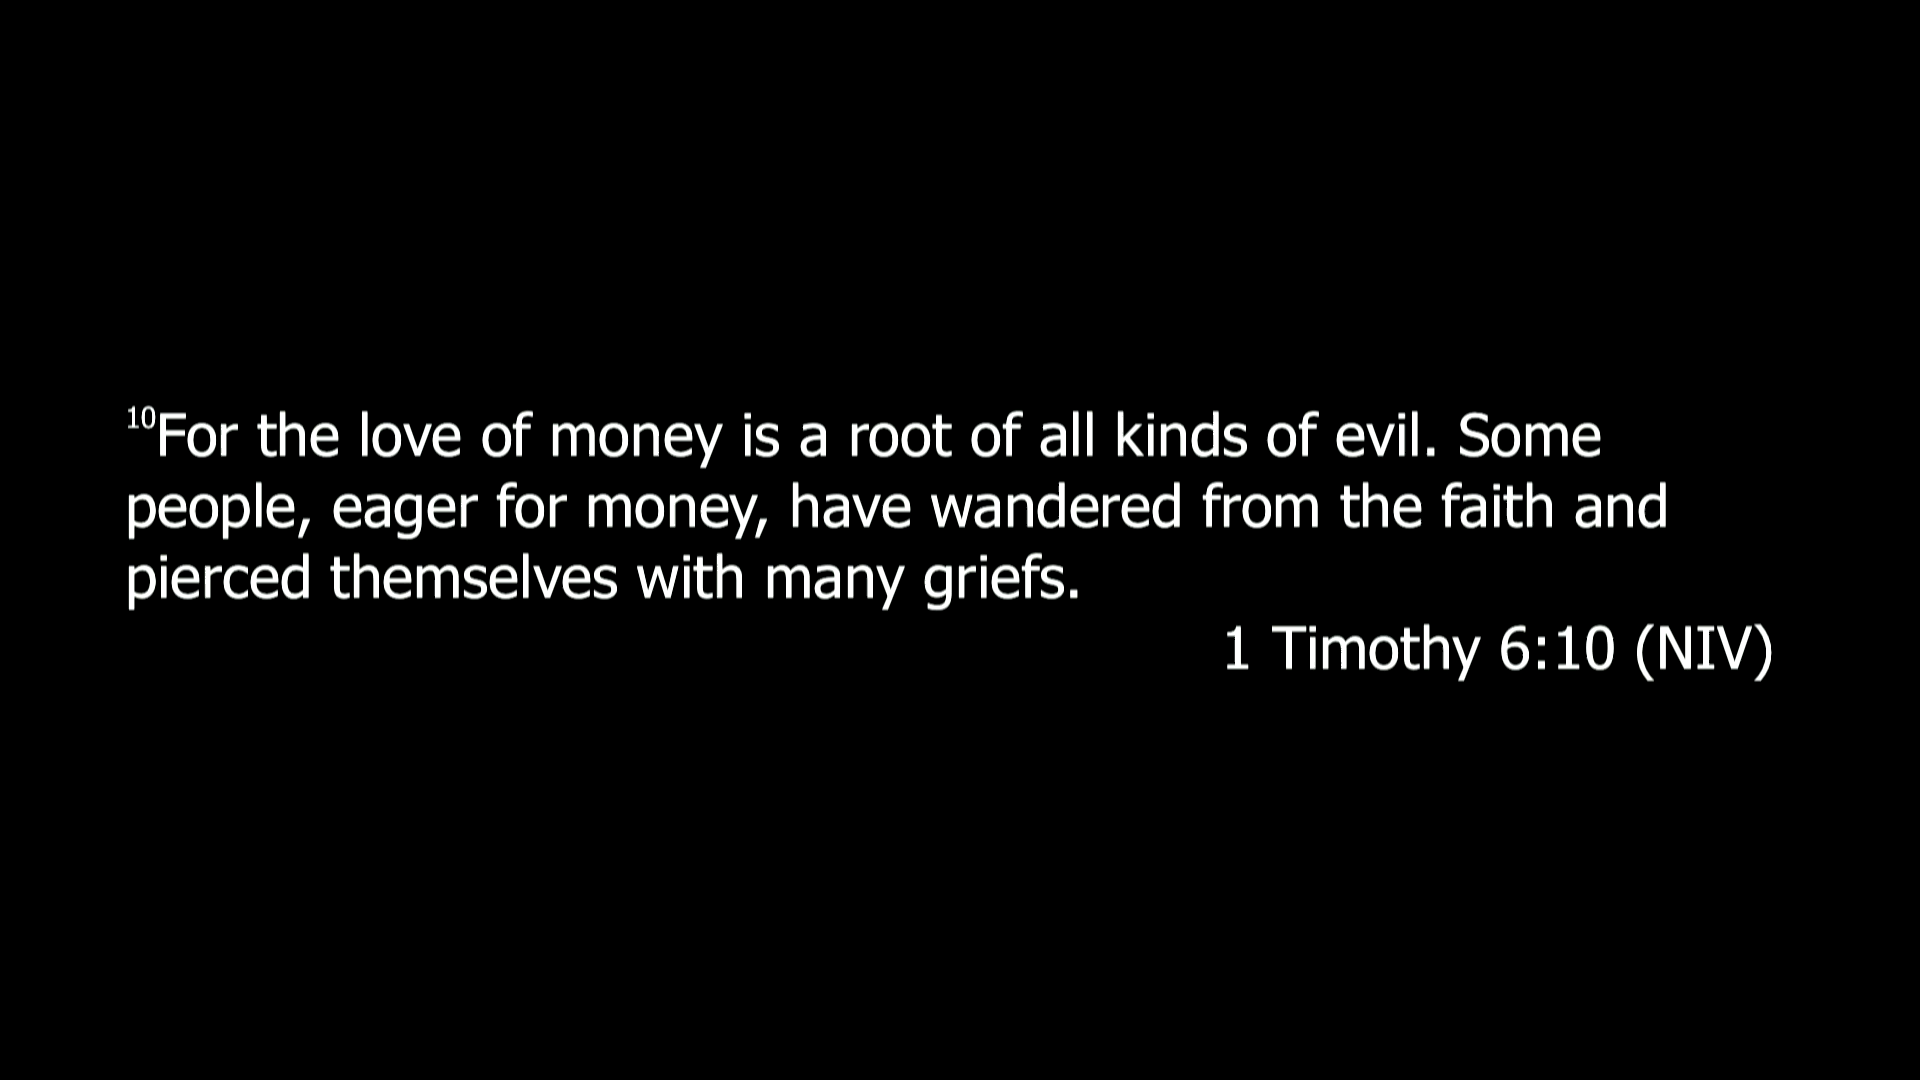 10For the love of money is a root of all kinds of evil. Some
people, eager for money, have wandered from the faith and
pierced themselves with many griefs.
1 Timothy 6:10 (NIV)